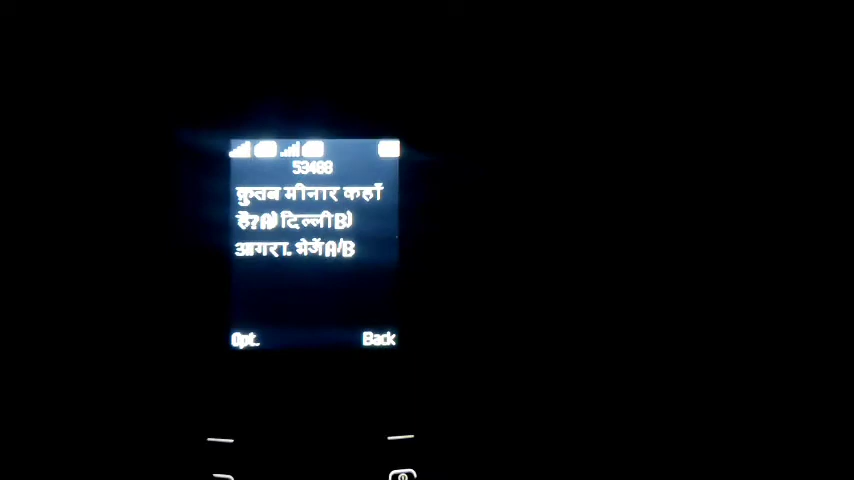 53488
क़ुतब मीनार कहाँ
है?A) दिल्ली B)
आगरा. भेजें A/B
Opt. Back